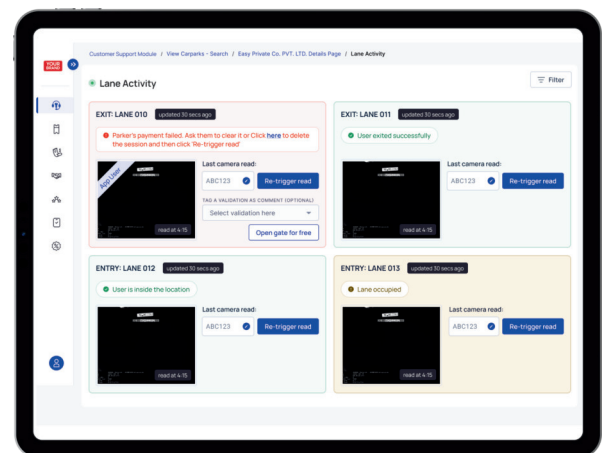 Customer Support Module / View Carparks - Search / Easy Private Co. PVT. LTD. Details Page / Lane Activity
YOUR
BRAND
Lane Activity
Filter
EXIT: LANE 010 updated 30 secs ago
Parker's payment failed. Ask them to clear it or Click here to delete
the session and then click 'Re-trigger read'
App User
read at 4:15
Last camera read:
ABC123 Re-trigger read
TAG A VALIDATION AS COMMENT (OPTIONAL)
Select validation here
Open gate for free
EXIT: LANE 011 updated 30 secs ago
User exited successfully
read at 4:15
Last camera read:
ABC123 Re-trigger read
ENTRY: LANE 012 updated 30 secs ago
User is inside the location
read at 4:15
Last camera read:
ABC123 Re-trigger read
ENTRY: LANE 013 updated 30 secs ago
Lane occupied
read at 4:15
Last camera read:
ABC123 Re-trigger read